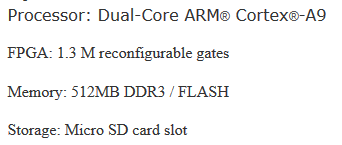 Processor: Dual-Core ARM® Cortex®-A9
FPGA: 1.3 M reconfigurable gates
Memory: 512MB DDR3 / FLASH
Storage: Micro SD card slot